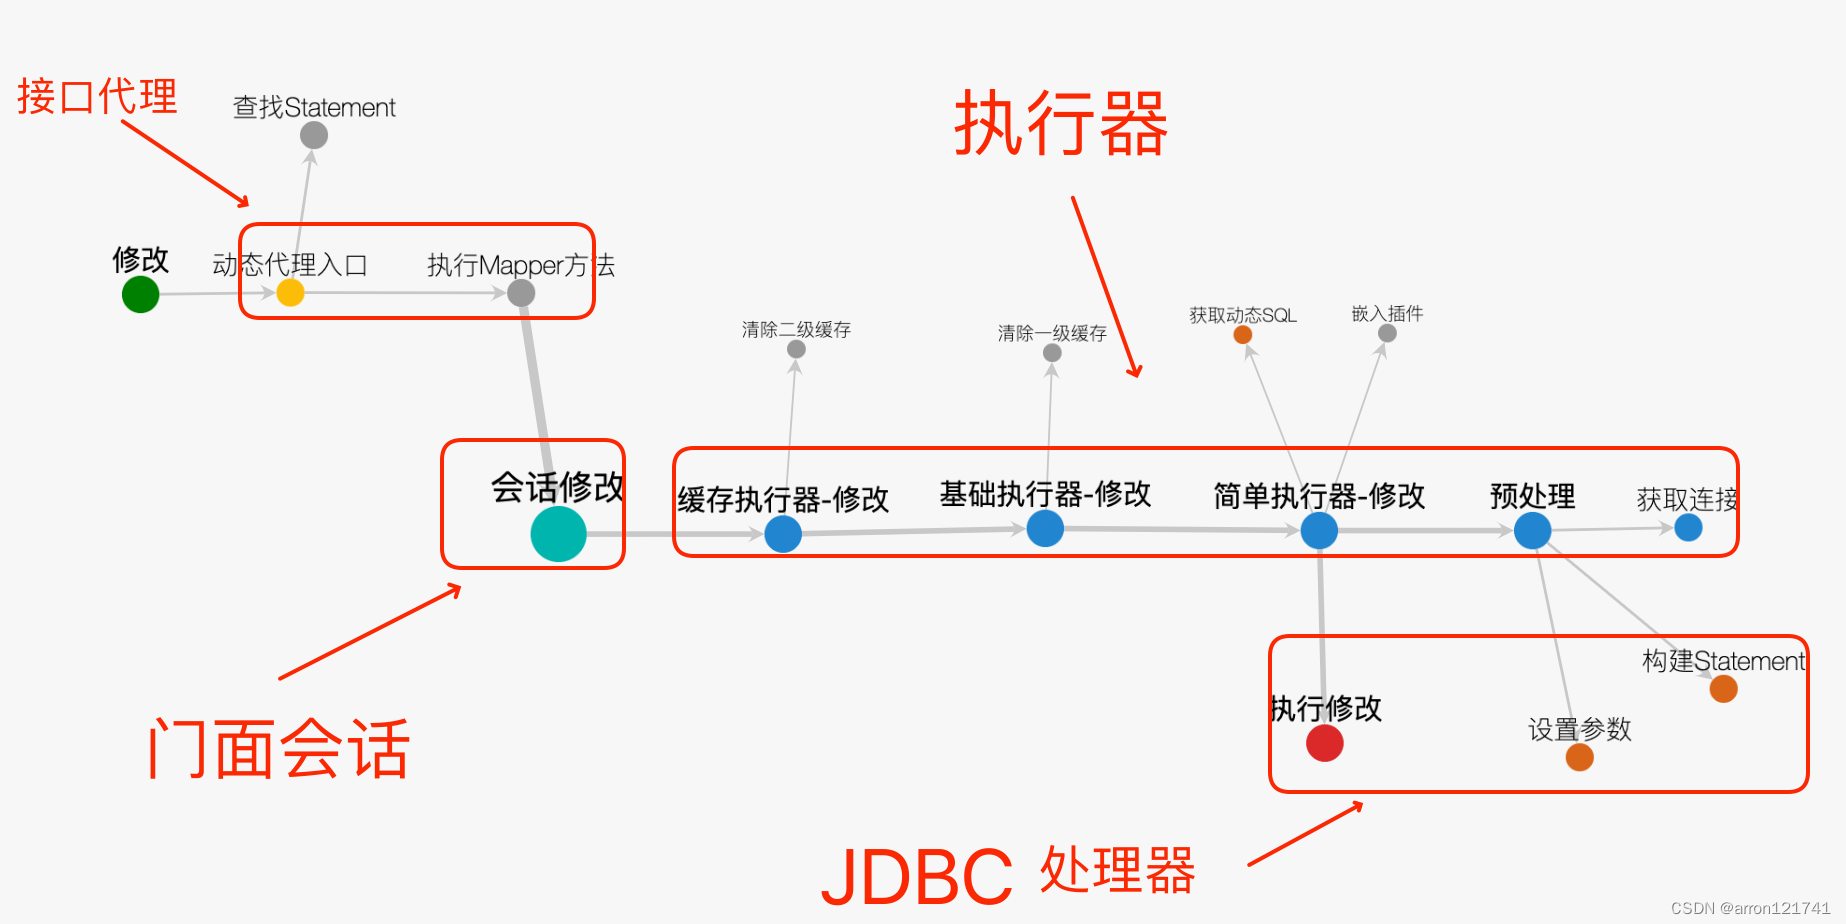 接口代理
查找Statement
执行器
修改
动态代理入口
执行Mapper方法
清除二级缓存
清除一级缓存
获取动态SQL
嵌入插件
会话修改
缓存执行器-修改
基础执行器-修改
简单执行器-修改
预处理
获取连接
构建Statement
执行修改
设置参数
门面会话
JDBC 处理器
CSDN @arron121741